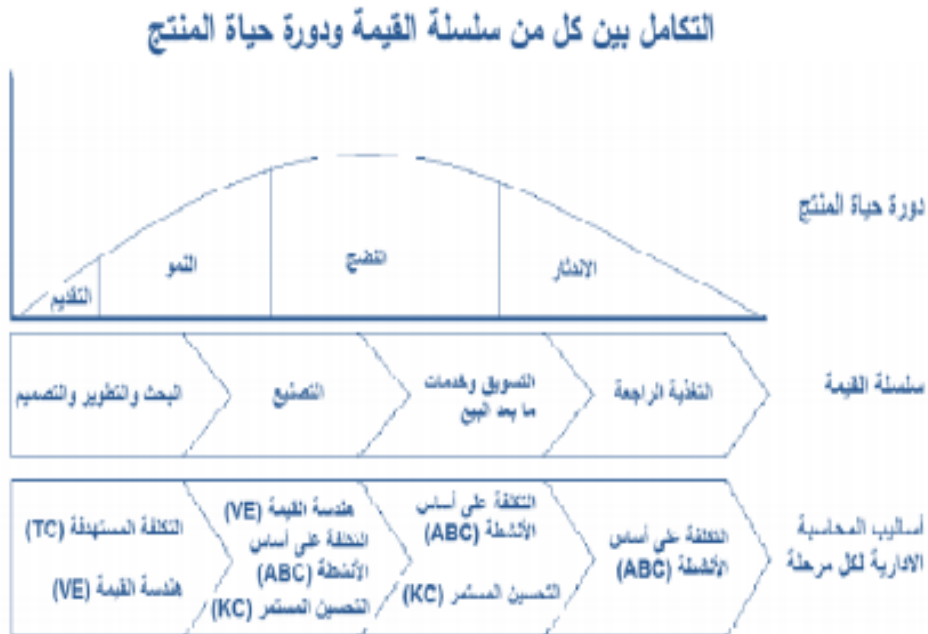 التكامل بين كل من سلسلة القيمة ودورة حياة المنتج
دورة حياة المنتج
التقديم
النمو
النضج
الاندثار
سلسلة القيمة
البحث والتطوير والتصميم
التصنيع
التسويق وخدمات
ما بعد البيع
التغذية الراجعة
أساليب المحاسبة
الادارية لكل مرحلة
التكلفة المستهدفة (TC)
هندسة القيمة (VE)
هندسة القيمة (VE)
التكلفة على أساس
الأنشطة (ABC)
التحسين المستمر (KC)
التكلفة على أساس
الأنشطة (ABC)
التحسين المستمر (KC)
التكلفة على أساس
الأنشطة (ABC)